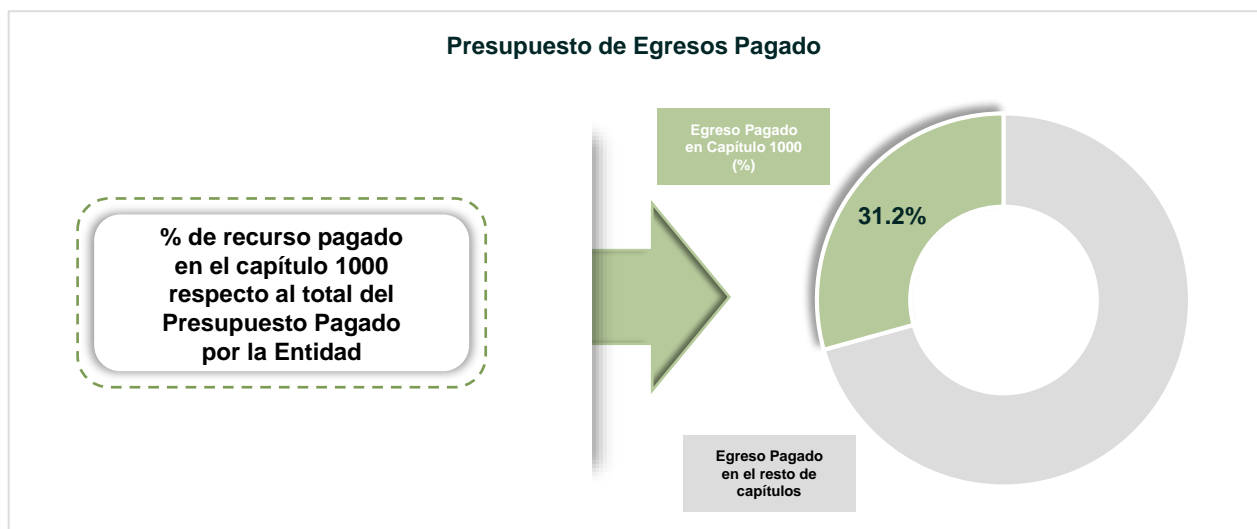 Presupuesto de Egresos Pagado
Egreso Pagado
en Capítulo 1000
(%)
31.2%
% de recurso pagado
en el capítulo 1000
respecto al total del
Presupuesto Pagado
por la Entidad
Egreso Pagado
en el resto de
capítulos